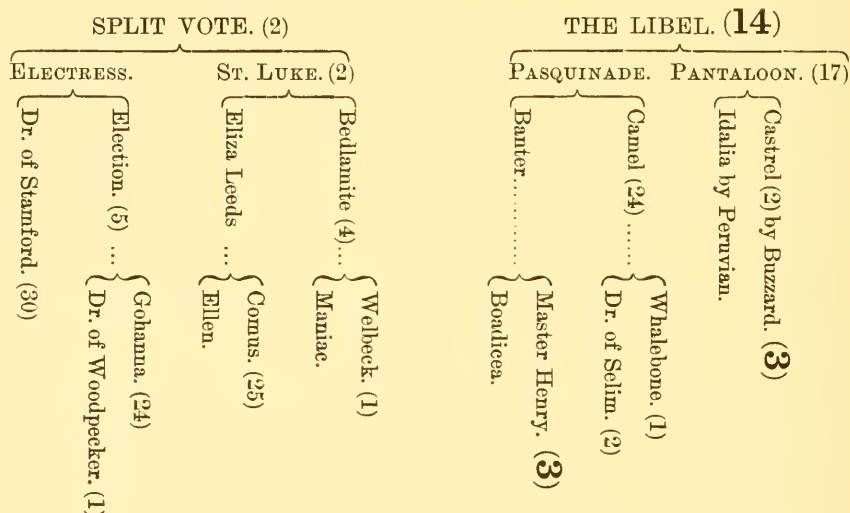 SPLIT VOTE. (2)
THE LIBEL. (14)
ELECTRESS.
ST. LUKE. (2)
PASQUINADE.
PANTALOON. (17)
Dr. of Stamford. (30)
Election. (5) ...
Gohanna. (24)
Dr. of Woodpecker. (1)
Eliza Leeds ...
Comus. (25)
Ellen.
Bedlamite (4)...
Welbeck. (1)
Maniac.
Banter............
Master Henry. (3)
Boadicea.
Camel (24) ......
Whalebone. (1)
Dr. of Selim. (2)
Castrel (2) by Buzzard. (3)
Idalia by Peruvian.